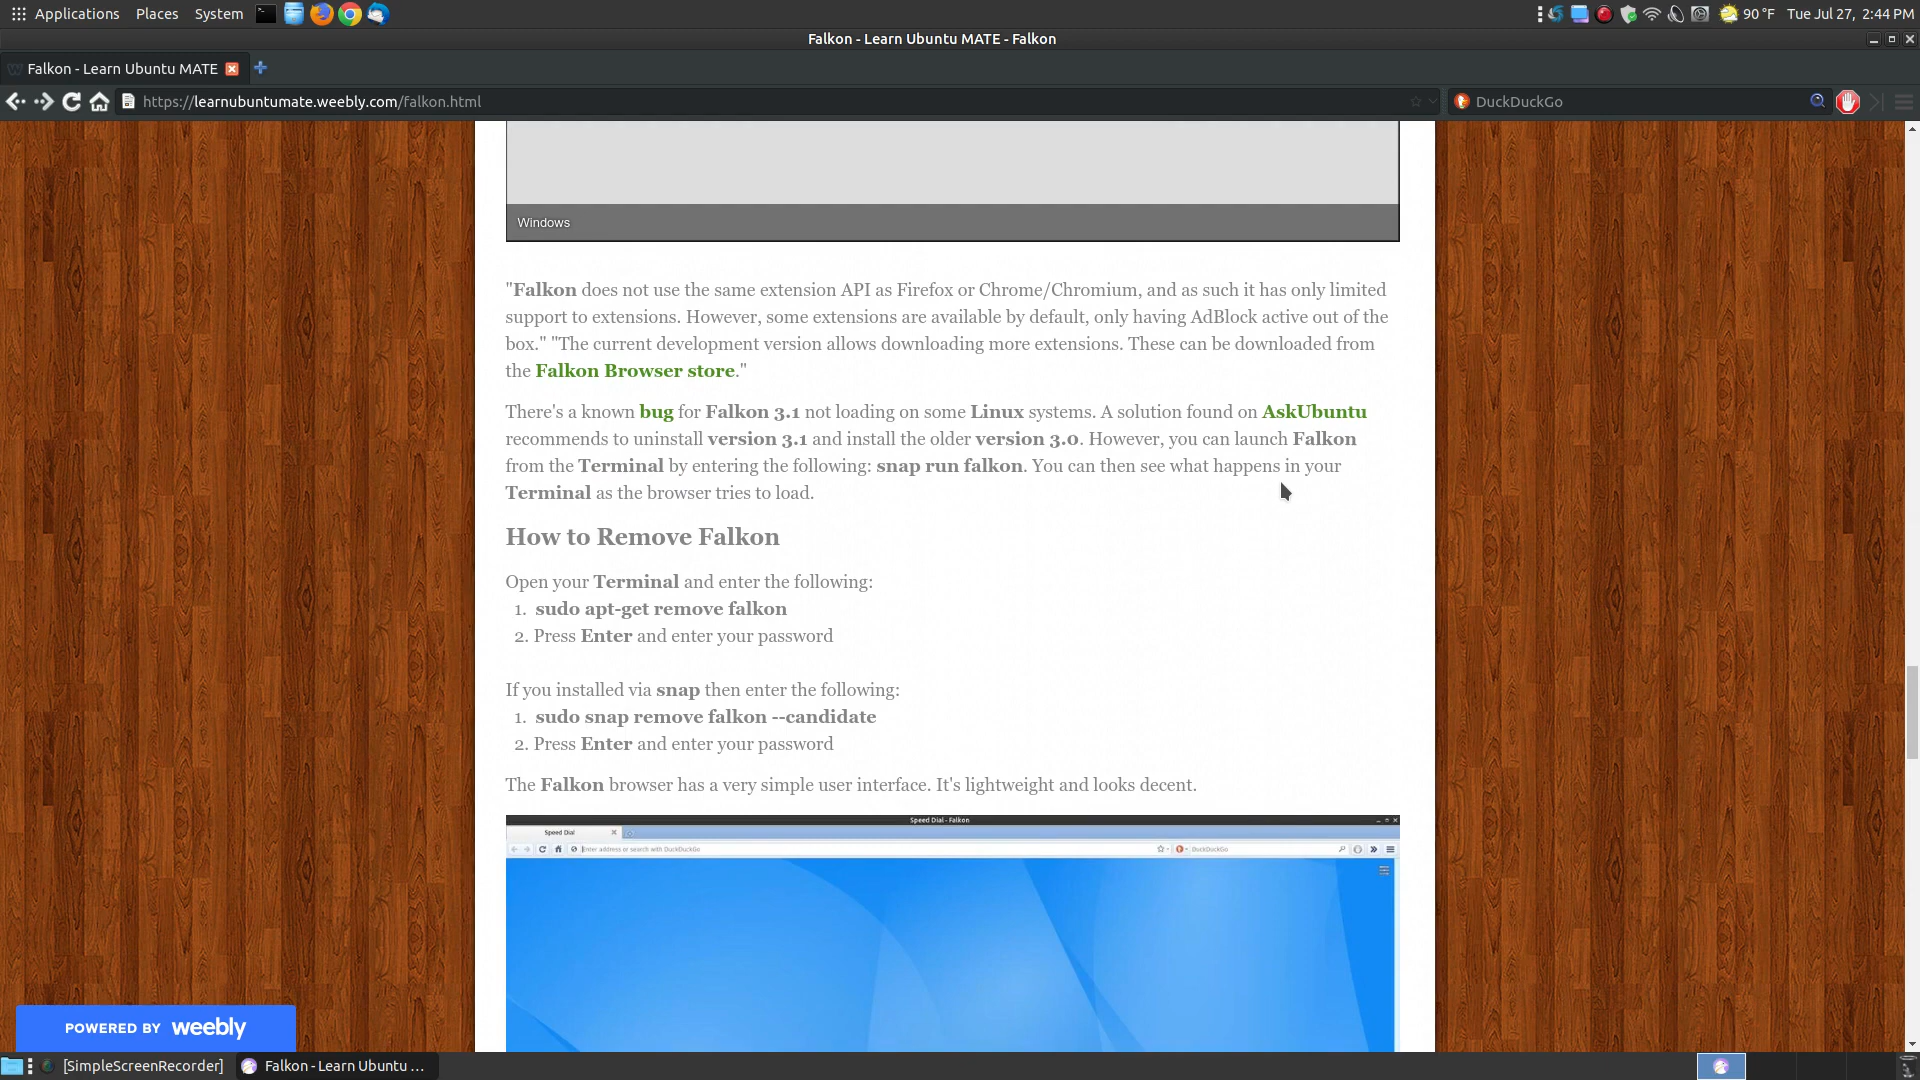 Applications Places System 90 °F Tue Jul 27, 2:44 PM
Falkon - Learn Ubuntu MATE - Falkon
Falkon - Learn Ubuntu MATE
https://learnubuntumate.weebly.com/falkon.html DuckDuckGo
Windows
"Falkon does not use the same extension API as Firefox or Chrome/Chromium, and as such it has only limited
support to extensions. However, some extensions are available by default, only having AdBlock active out of the
box." "The current development version allows downloading more extensions. These can be downloaded from
the Falkon Browser store."
There's a known bug for Falkon 3.1 not loading on some Linux systems. A solution found on AskUbuntu
recommends to uninstall version 3.1 and install the older version 3.0. However, you can launch Falkon
from the Terminal by entering the following: snap run falkon. You can then see what happens in your
Terminal as the browser tries to load.
How to Remove Falkon
Open your Terminal and enter the following:
1. sudo apt-get remove falkon
2. Press Enter and enter your password
If you installed via snap then enter the following:
1. sudo snap remove falkon --candidate
2. Press Enter and enter your password
The Falkon browser has a very simple user interface. It's lightweight and looks decent.
Speed Dial - Falkon
Speed Dial
Enter address or search with DuckDuckGo DuckDuckGo
POWERED BY weebly
[SimpleScreenRecorder] Falkon - Learn Ubuntu ...